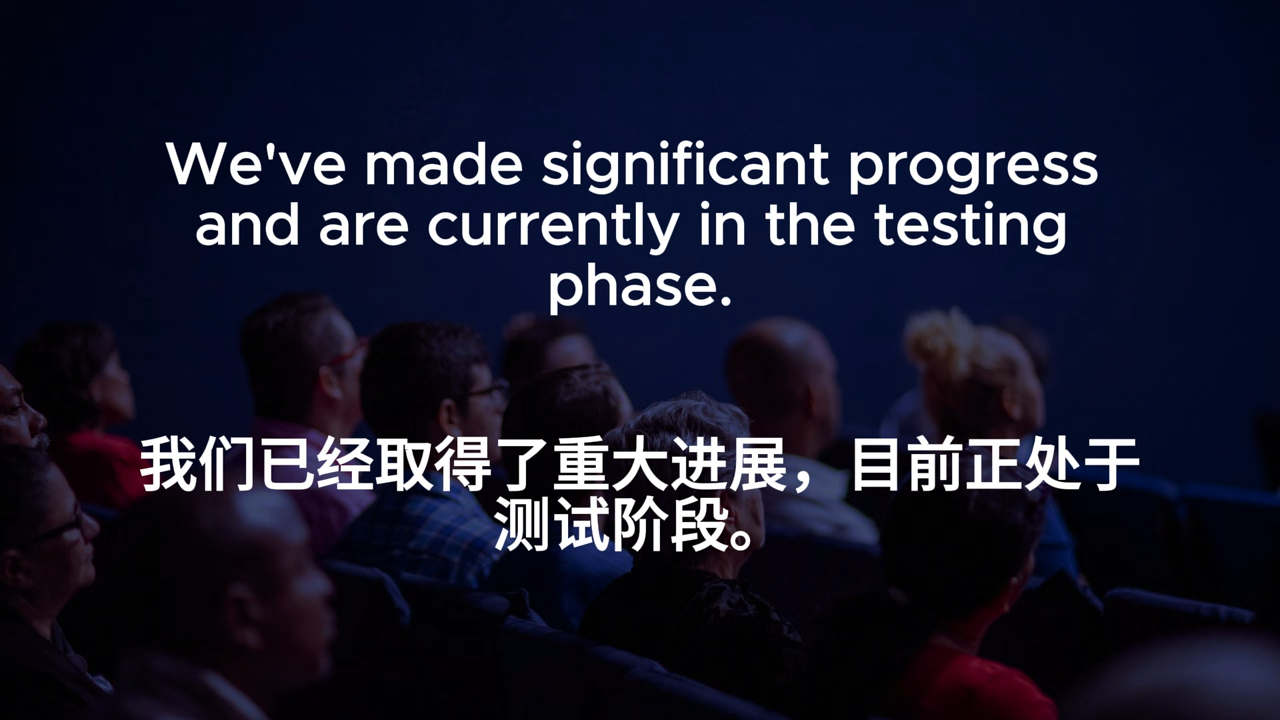 We've made significant progress
and are currently in the testing
phase.
我们已经取得了重大进展，目前正处于
测试阶段。